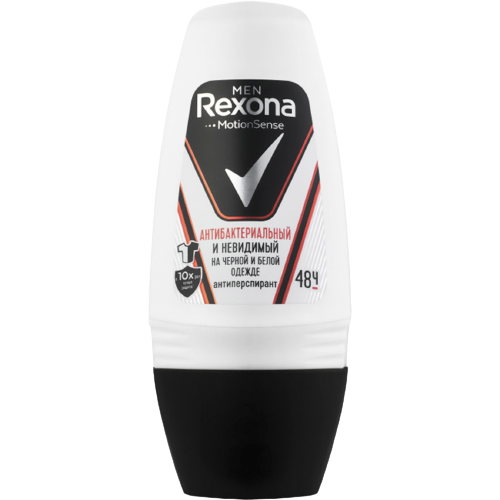 MEN
Rexona
MotionSense
АНТИБАКТЕРИАЛЬНЫЙ
И НЕВИДИМЫЙ
НА ЧЕРНОЙ И БЕЛОЙ
ОДЕЖДЕ
антиперспирант
48Ч
10x